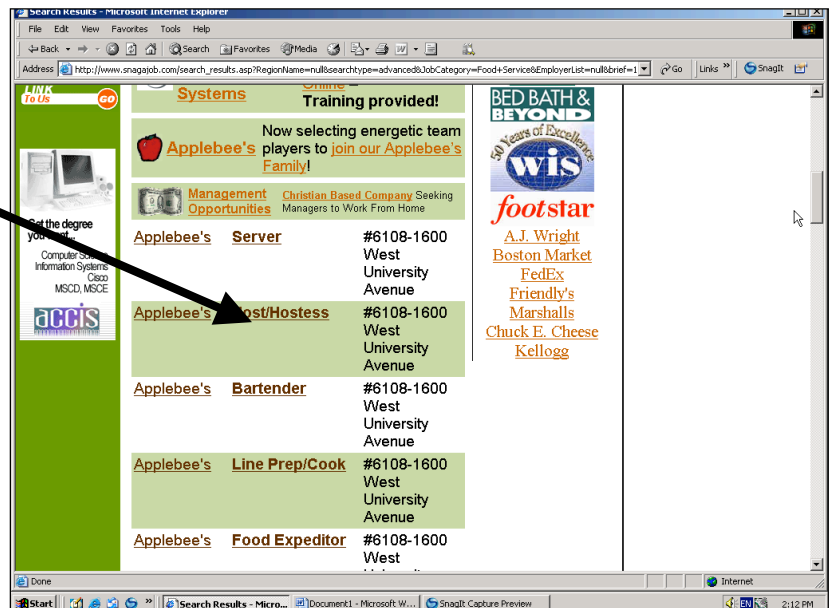 Search Results - Microsoft Internet Explorer
File Edit View Favorites Tools Help
Back Search Favorites Media
Address http://www.snagajob.com/search_results.asp?RegionName=null&searchtype=advanced&JobCategory=Food+Service&EmployerList=null&brief=1 Go Links » SnagIt
LINK
To Us GO
Get the degree
you want...
Computer Science
Information Systems
Cisco
MSCD, MSCE
accis
Systems
Online –
Training provided!
Applebee's
Now selecting energetic team
players to join our Applebee's
Family!
Management
Opportunities
Christian Based Company Seeking
Managers to Work From Home
Applebee's Server #6108-1600
West
University
Avenue
Applebee's Host/Hostess #6108-1600
West
University
Avenue
Applebee's Bartender #6108-1600
West
University
Avenue
Applebee's Line Prep/Cook #6108-1600
West
University
Avenue
Applebee's Food Expeditor #6108-1600
West
BED BATH &
BEYOND
50 Years of Excellence
wis
footstar
A.J. Wright
Boston Market
FedEx
Friendly's
Marshalls
Chuck E. Cheese
Kellogg
Done Internet
Start » Search Results - Micro... Document1 - Microsoft W... SnagIt Capture Preview EN 2:12 PM